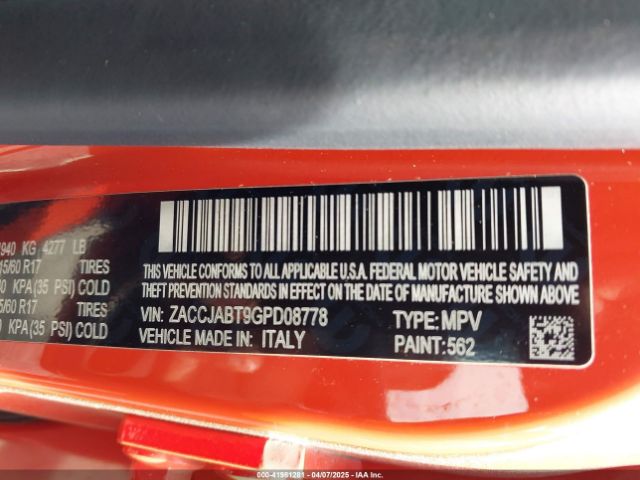 940 KG 4277 LB
5/60 R17 TIRES
0 KPA (35 PSI) COLD
5/60 R17 TIRES
KPA (35 PSI) COLD
THIS VEHICLE CONFORMS TO ALL APPLICABLE U.S.A. FEDERAL MOTOR VEHICLE SAFETY AND
THEFT PREVENTION STANDARDS IN EFFECT ON THE DATE OF MANUFACTURE SHOWN ABOVE.
VIN: ZACCJABT9GPD08778 TYPE: MPV
VEHICLE MADE IN: ITALY PAINT: 562
000-41961281 - 04/07/2025 - IAA Inc.